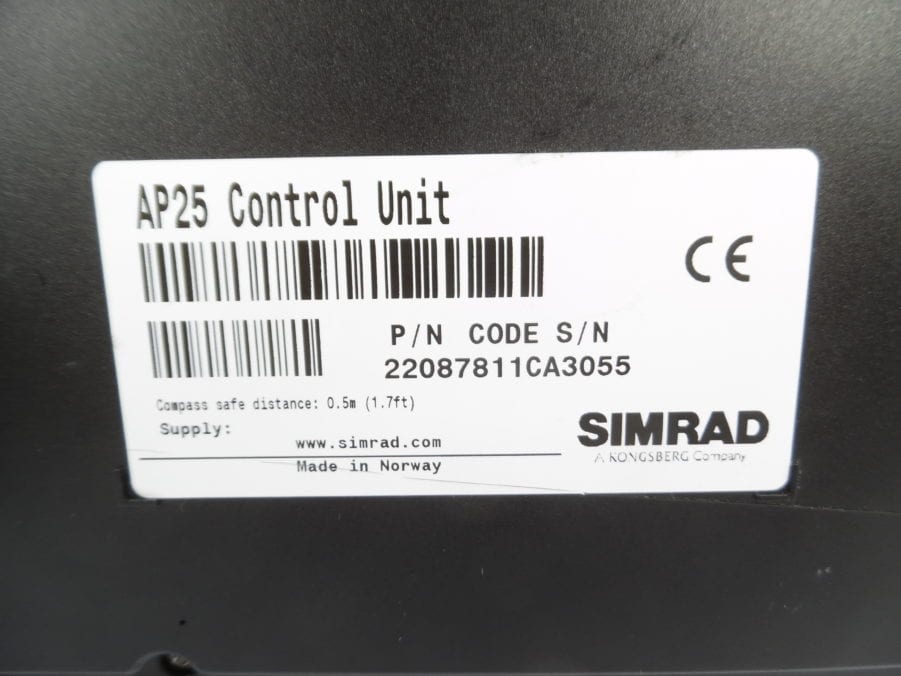 AP25 Control Unit
CE
P/N CODE S/N
22087811CA3055
Compass safe distance: 0.5m (1.7ft)
Supply:
www.simrad.com
Made in Norway
SIMRAD
A KONGSBERG Company